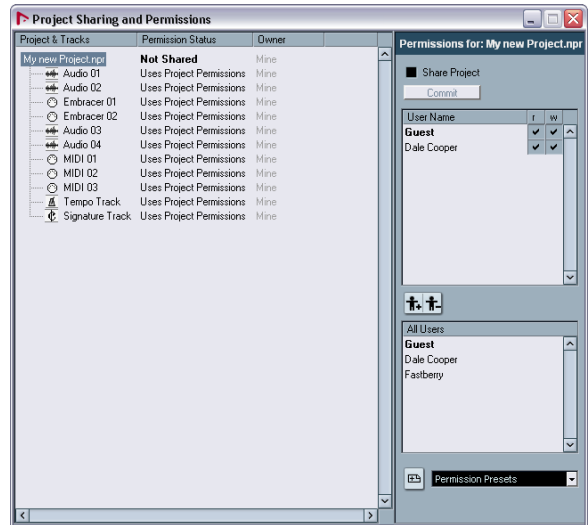 Project Sharing and Permissions
Project & Tracks Permission Status Owner
My new Project.npr Not Shared Mine
Audio 01 Uses Project Permissions Mine
Audio 02 Uses Project Permissions Mine
Embracer 01 Uses Project Permissions Mine
Embracer 02 Uses Project Permissions Mine
Audio 03 Uses Project Permissions Mine
Audio 04 Uses Project Permissions Mine
MIDI 01 Uses Project Permissions Mine
MIDI 02 Uses Project Permissions Mine
MIDI 03 Uses Project Permissions Mine
Tempo Track Uses Project Permissions Mine
Signature Track Uses Project Permissions Mine
Permissions for: My new Project.npr
Share Project
Commit
User Name r w
Guest
Dale Cooper
All Users
Guest
Dale Cooper
Fastberry
Permission Presets